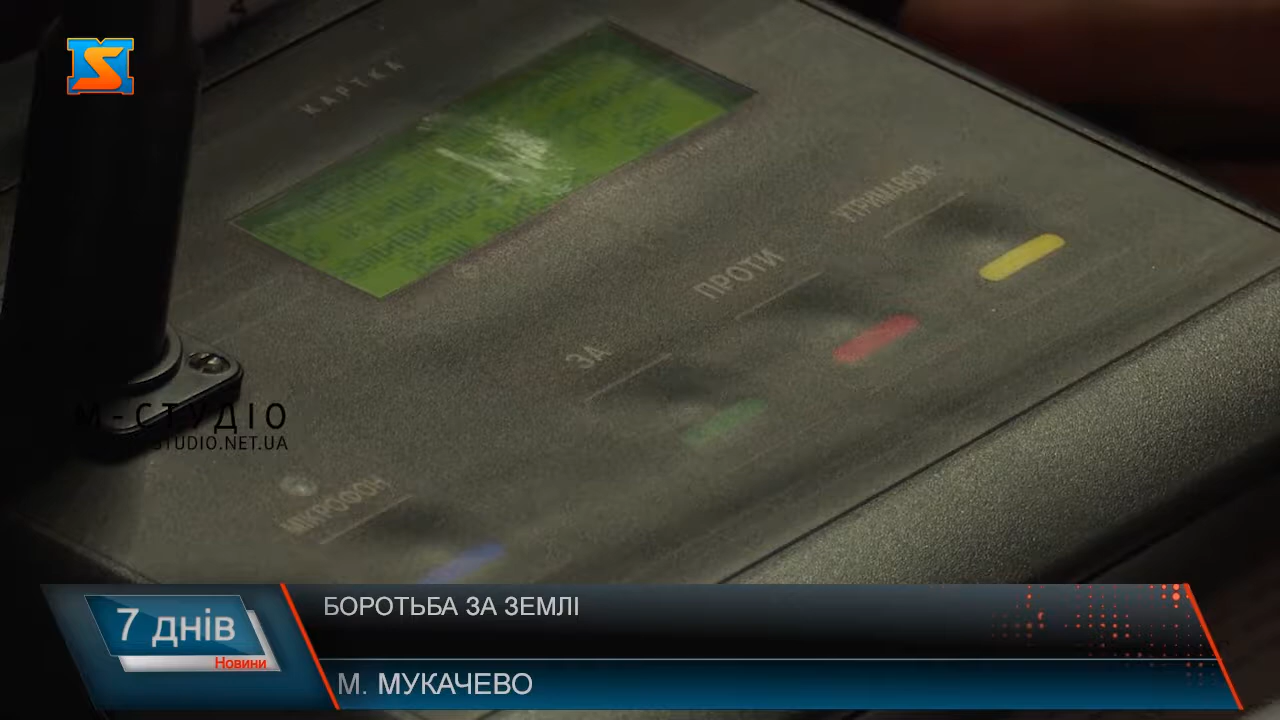 КАРТКА
УТРИМАВСЯ
ПРОТИ
ЗА
М-СТУДІО
STUDIO.NET.UA
МІКРОФОН
7 днів
Новини
БОРОТЬБА ЗА ЗЕМЛІ
М. МУКАЧЕВО